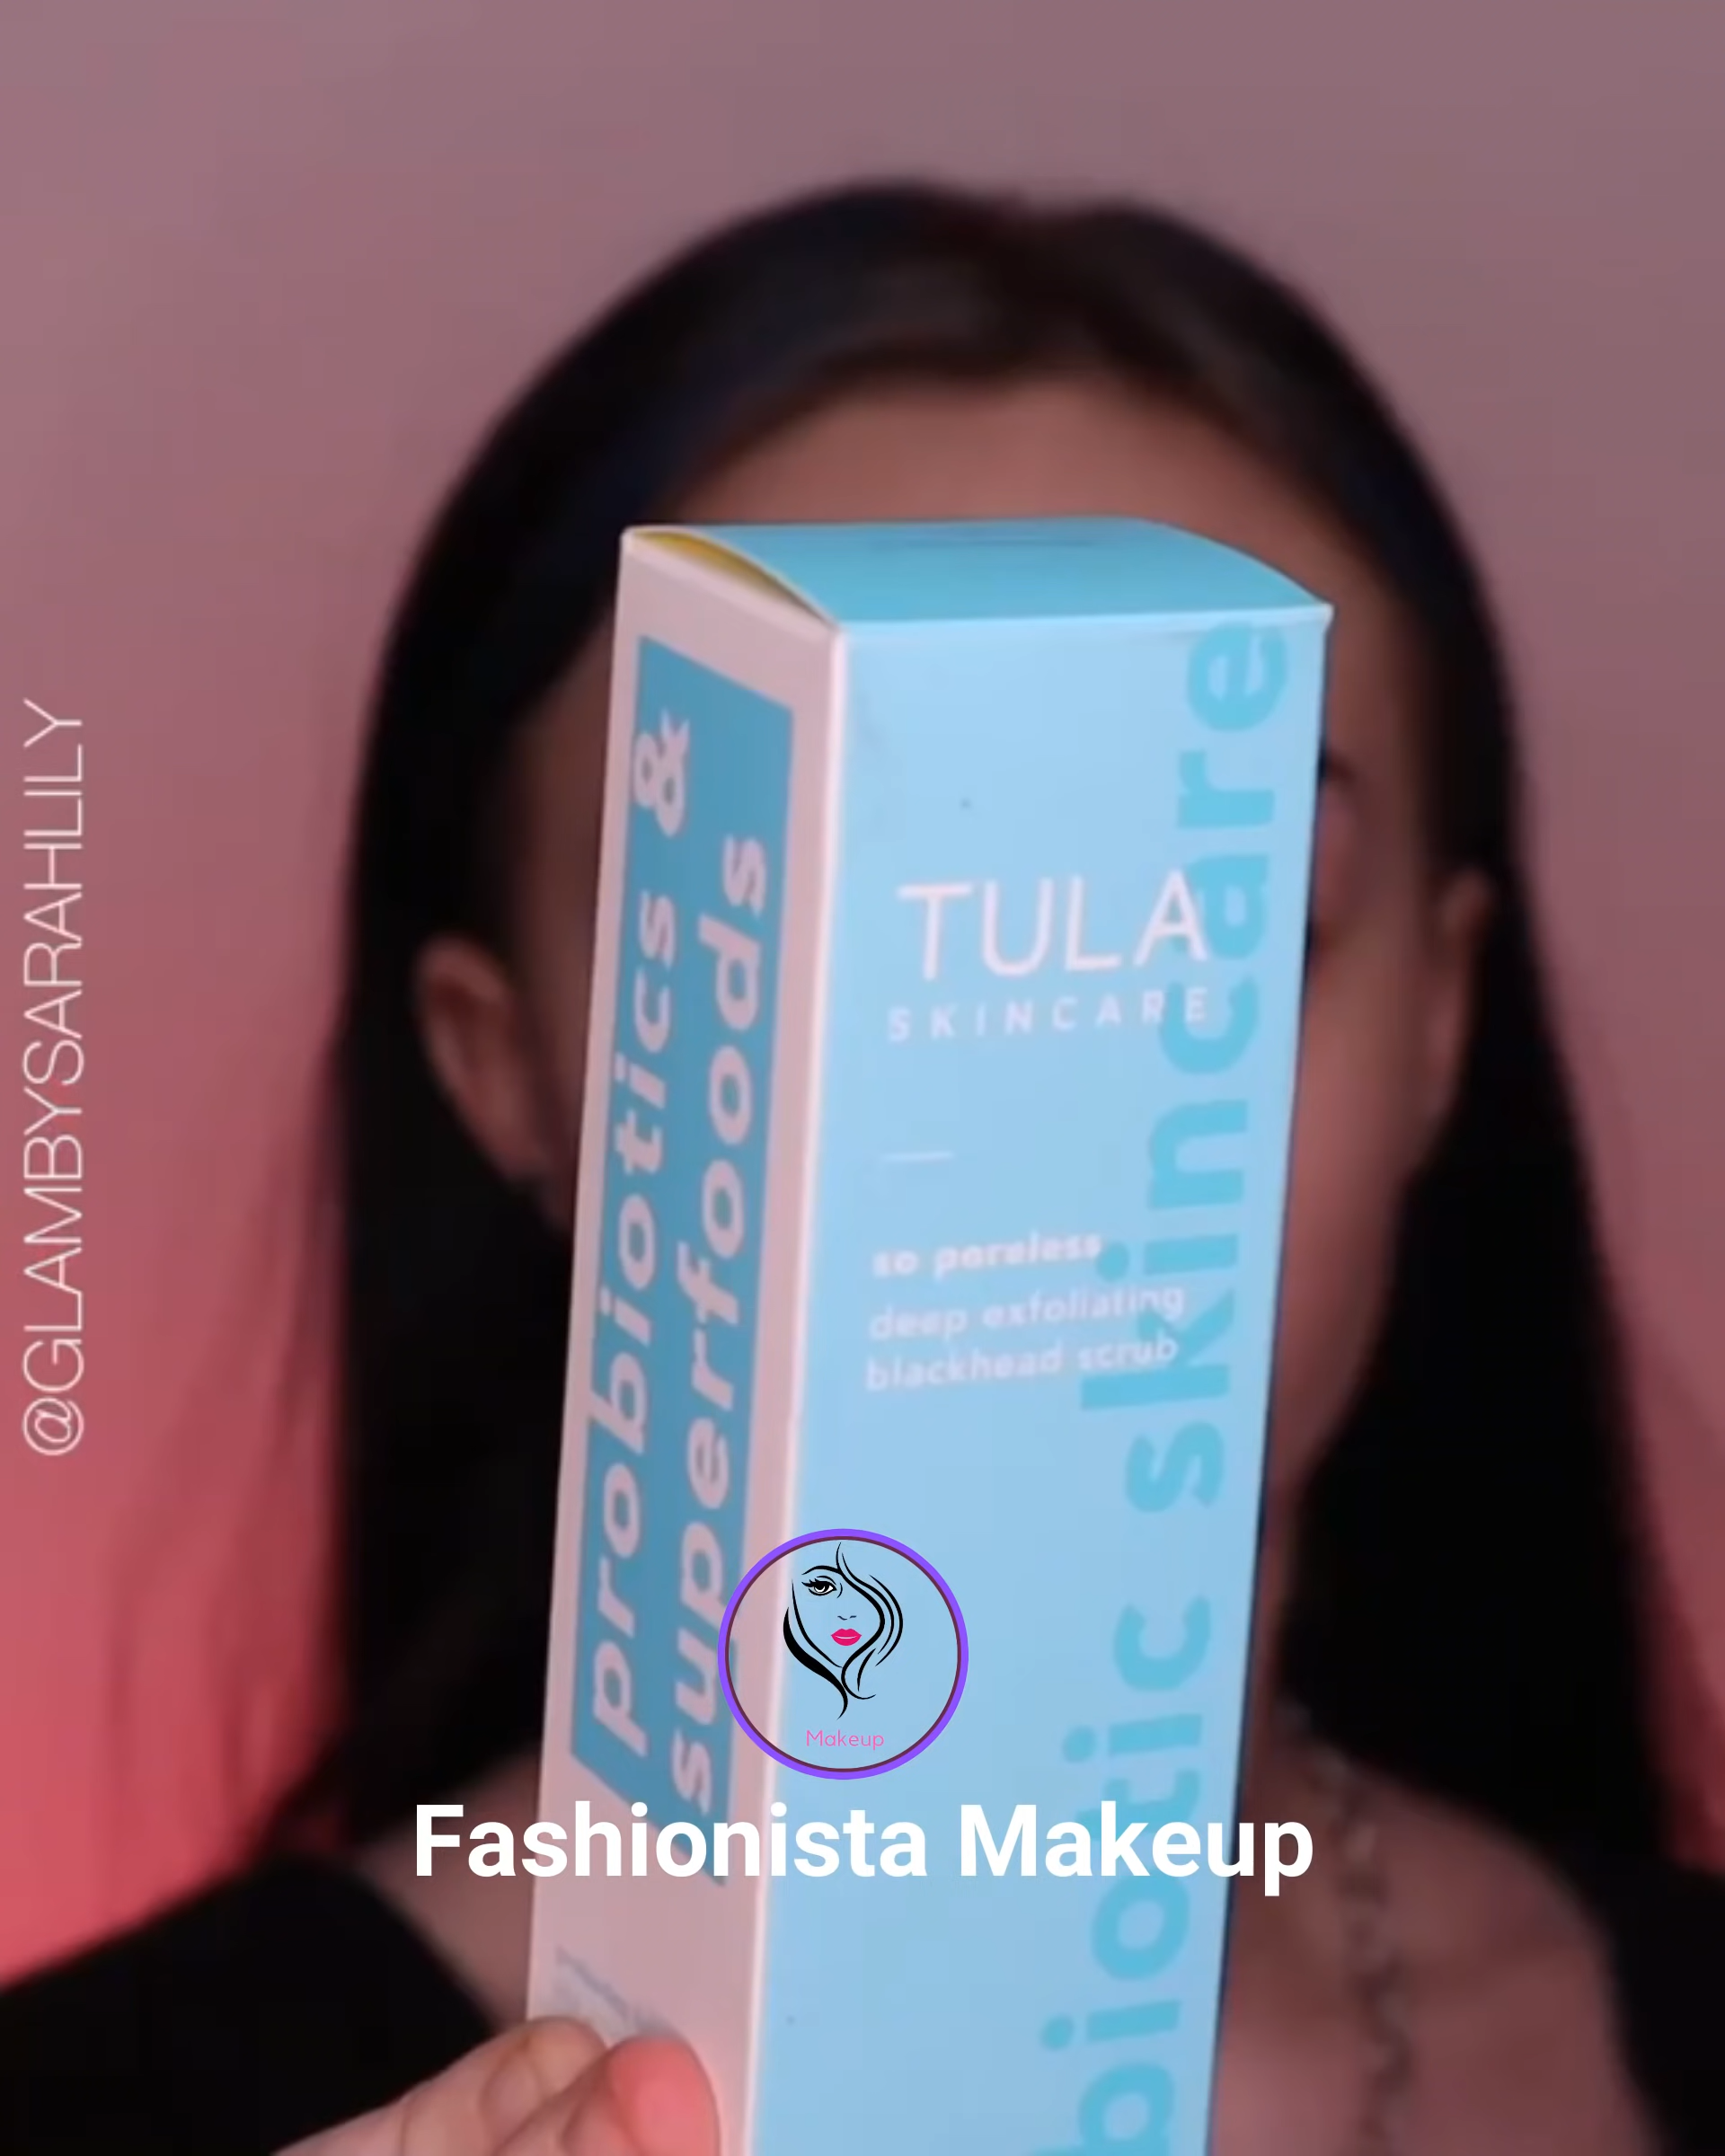 @GLAMBYSARAHLILY
probiotics &
superfoods
TULA
SKINCARE
so poreless
deep exfoliating
blackhead scrub
biotic skincare
Makeup
Fashionista Makeup